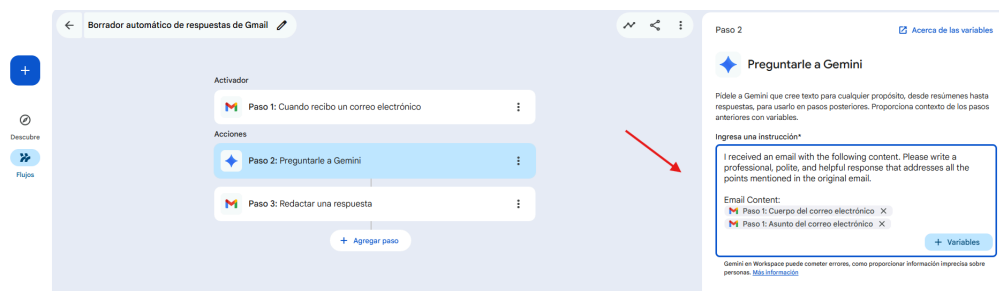 Borrador automático de respuestas de Gmail
Descubre
Flujos
Activador
Paso 1: Cuando recibo un correo electrónico
Acciones
Paso 2: Preguntarle a Gemini
Paso 3: Redactar una respuesta
+ Agregar paso
Paso 2
Acerca de las variables
Preguntarle a Gemini
Pídele a Gemini que cree texto para cualquier propósito, desde resúmenes hasta
respuestas, para usarlo en pasos posteriores. Proporciona contexto de los pasos
anteriores con variables.
Ingresa una instrucción*
I received an email with the following content. Please write a
professional, polite, and helpful response that addresses all the
points mentioned in the original email.
Email Content:
Paso 1: Cuerpo del correo electrónico
Paso 1: Asunto del correo electrónico
+ Variables
Gemini en Workspace puede cometer errores, como proporcionar información imprecisa sobre
personas. Más información